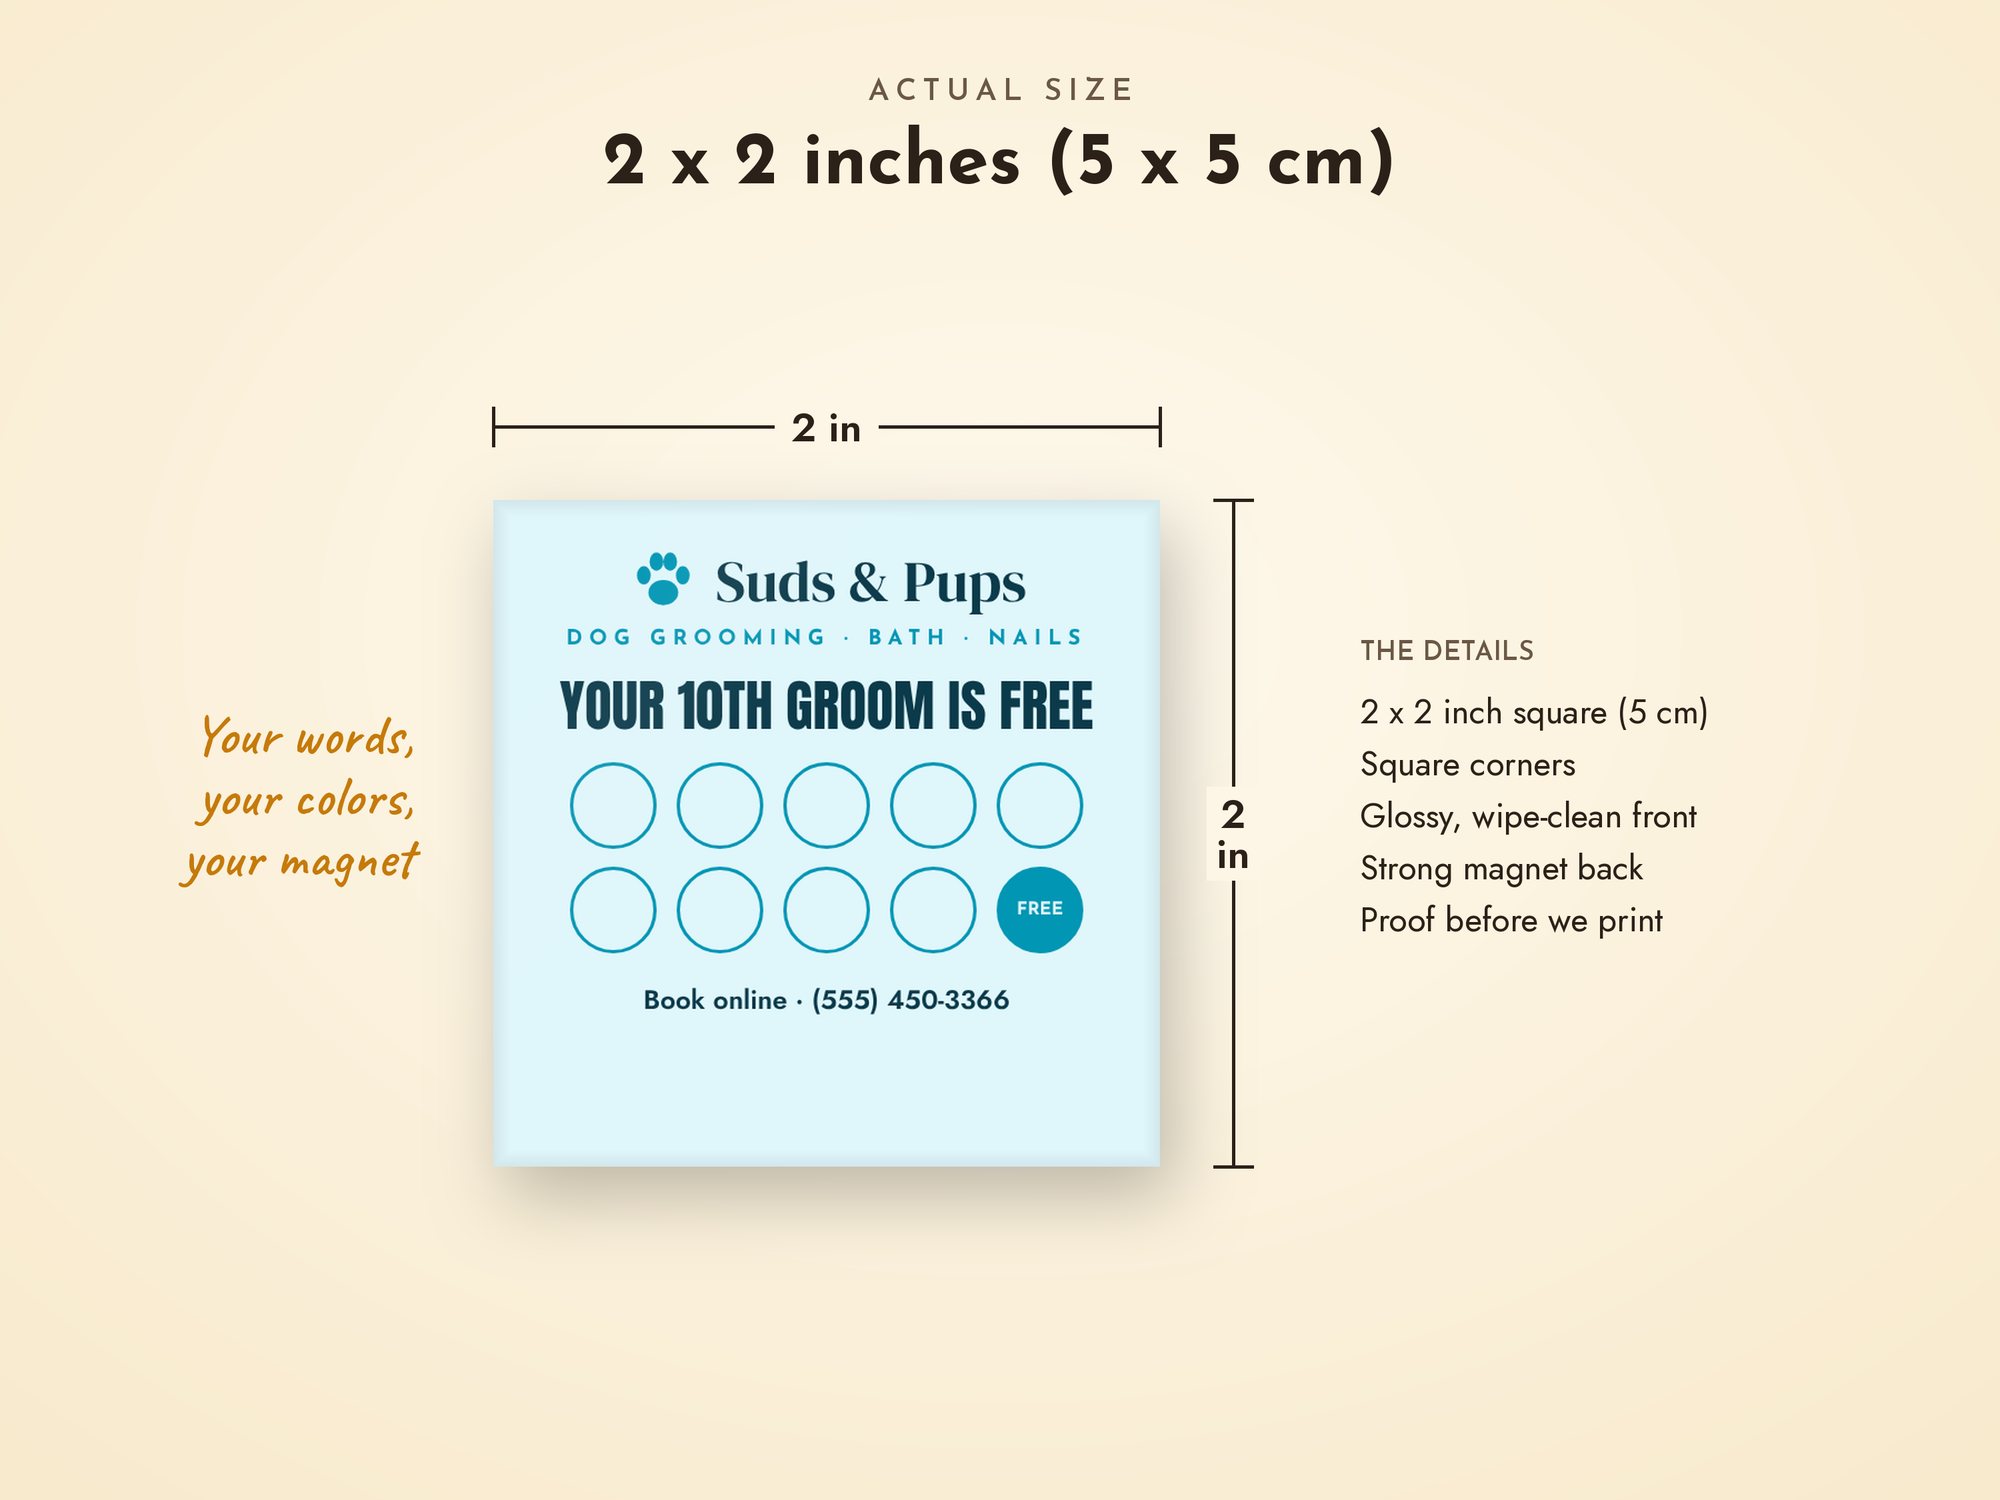 ACTUAL SIZE
2 x 2 inches (5 x 5 cm)
2 in
Suds & Pups
DOG GROOMING · BATH · NAILS
YOUR 10TH GROOM IS FREE
FREE
Book online · (555) 450-3366
Your words,
your colors,
your magnet
2
in
THE DETAILS
2 x 2 inch square (5 cm)
Square corners
Glossy, wipe-clean front
Strong magnet back
Proof before we print